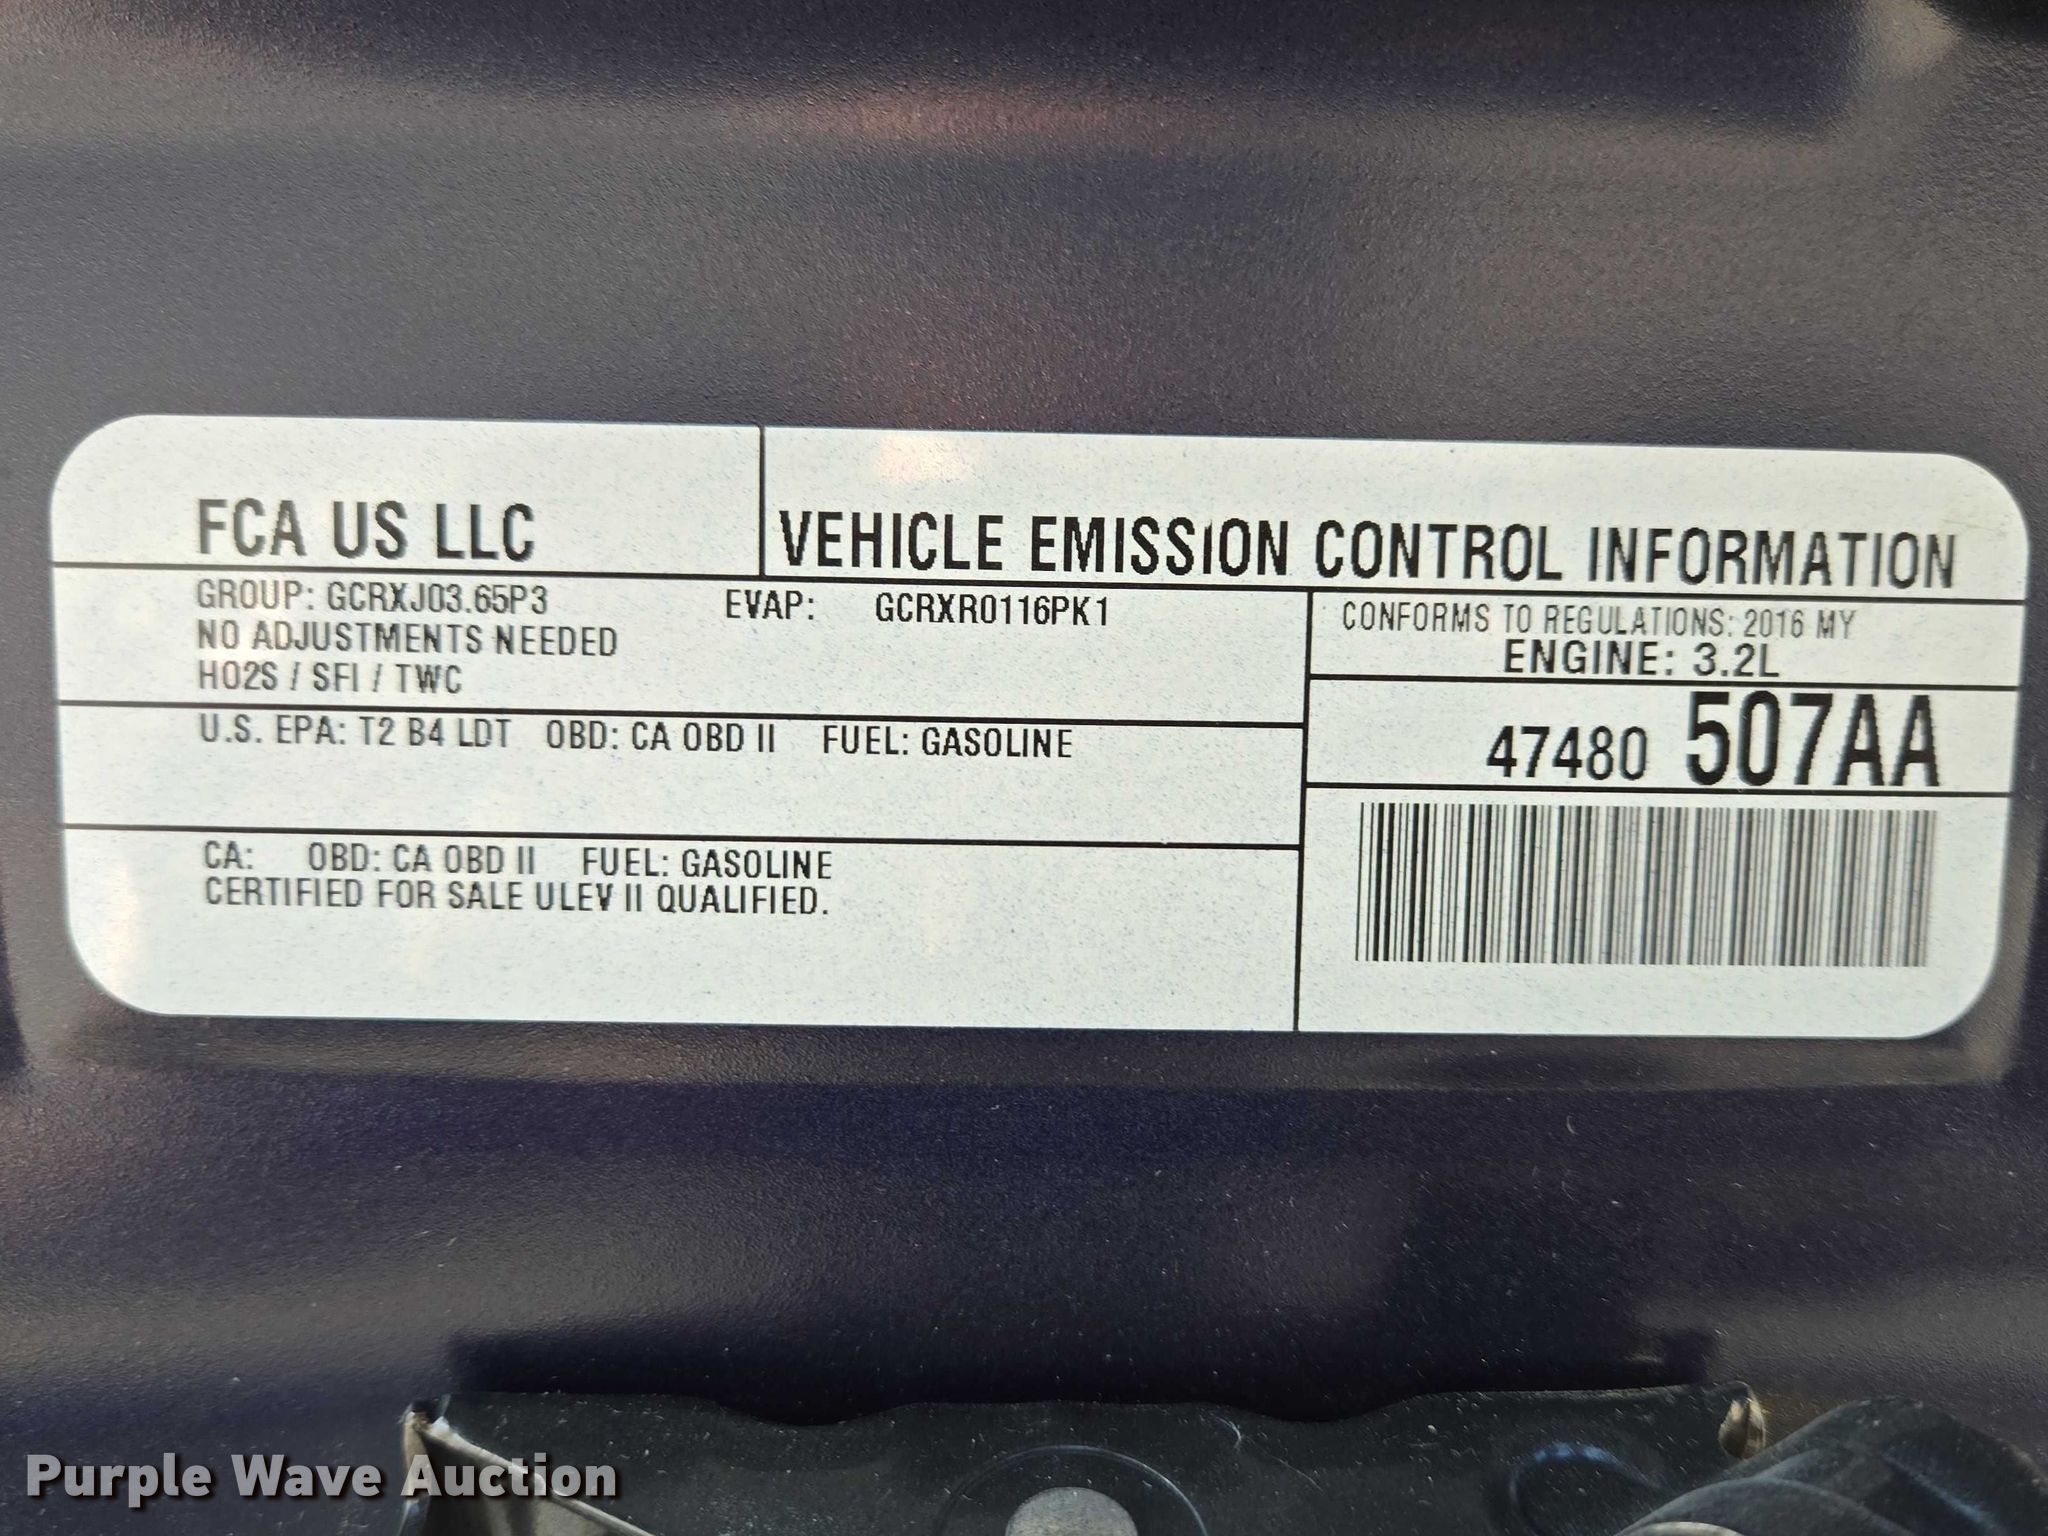 FCA US LLC
VEHICLE EMISSION CONTROL INFORMATION
GROUP: GCRXJ03.65P3 EVAP: GCRXR0116PK1
NO ADJUSTMENTS NEEDED
HO2S / SFI / TWC
CONFORMS TO REGULATIONS: 2016 MY
ENGINE: 3.2L
U.S. EPA: T2 B4 LDT OBD: CA OBD II FUEL: GASOLINE
47480 507AA
CA: OBD: CA OBD II FUEL: GASOLINE
CERTIFIED FOR SALE ULEV II QUALIFIED.
Purple Wave Auction